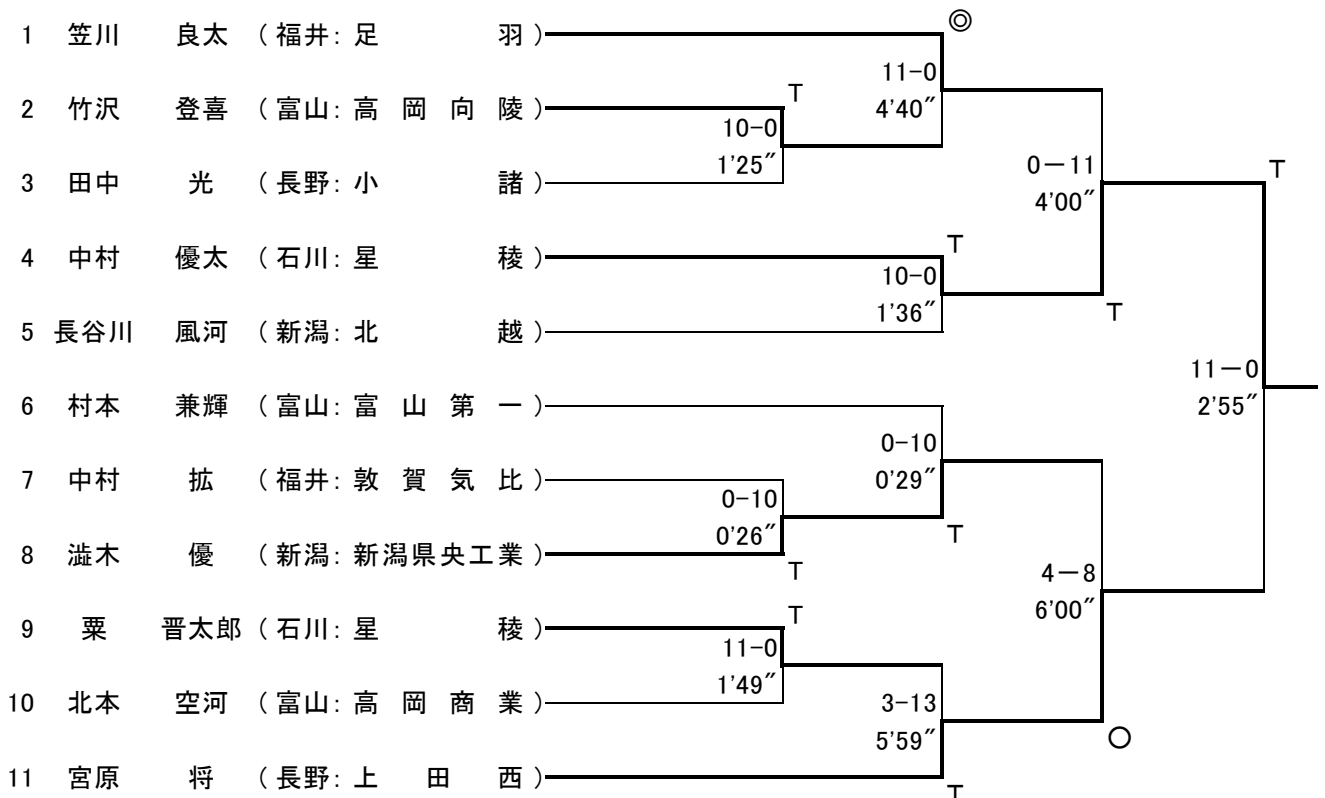 ◎
1 笠川 良太 (福井: 足 羽)
11-0
T
2 竹沢 登喜 (富山: 高 岡 向 陵)
4'40″
10-0
1'25″
0－11
T
3 田中 光 (長野: 小 諸)
4'00″
T
4 中村 優太 (石川: 星 稜)
10-0
1'36″
T
5 長谷川 風河 (新潟: 北 越)
11－0
6 村本 兼輝 (富山: 富 山 第 一)
2'55″
0-10
7 中村 拡 (福井: 敦 賀 気 比)
0'29″
0-10
0'26″
T
8 澁木 優 (新潟: 新潟県央工業)
T
4－8
6'00″
T
9 粟 晋太郎 (石川: 星 稜)
11-0
1'49″
10 北本 空河 (富山: 高 岡 商 業)
3-13
5'59″
○
11 宮原 将 (長野: 上 田 西)
T